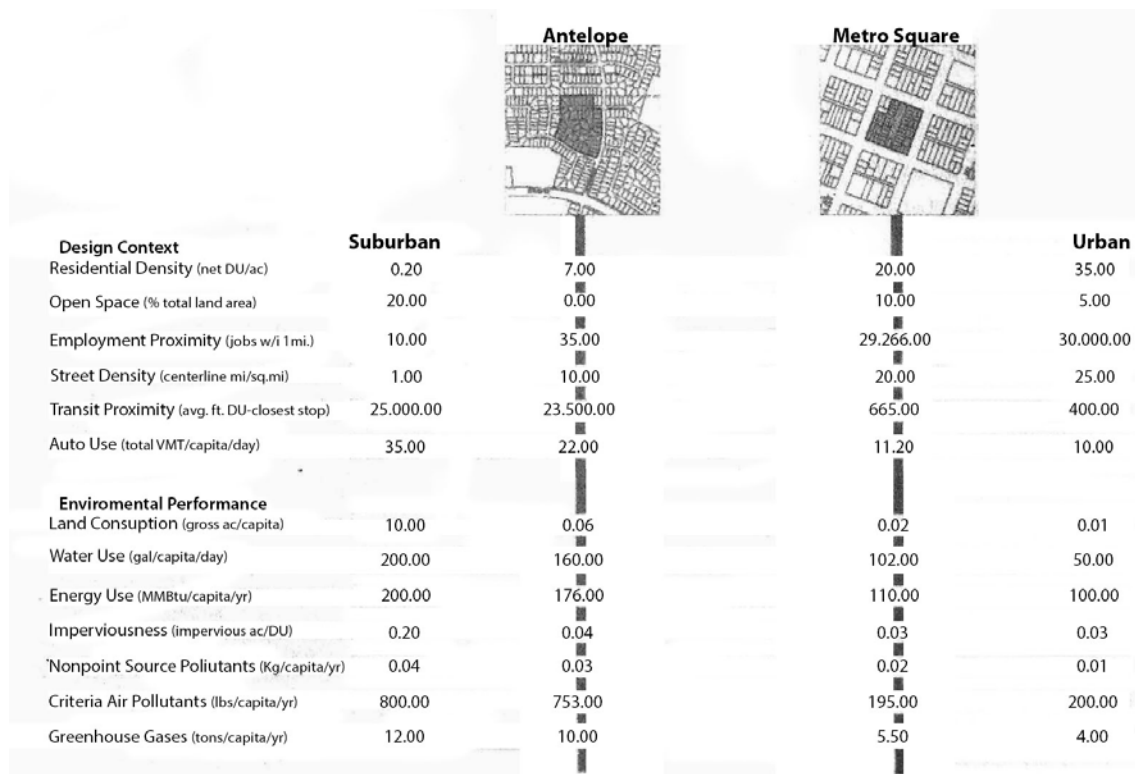 Antelope Metro Square
Design Context Suburban Urban
Residential Density (net DU/ac) 0.20 7.00 20.00 35.00
Open Space (% total land area) 20.00 0.00 10.00 5.00
Employment Proximity (jobs w/i 1mi.) 10.00 35.00 29.266.00 30.000.00
Street Density (centerline mi/sq.mi) 1.00 10.00 20.00 25.00
Transit Proximity (avg. ft. DU-closest stop) 25.000.00 23.500.00 665.00 400.00
Auto Use (total VMT/capita/day) 35.00 22.00 11.20 10.00
Enviromental Performance
Land Consuption (gross ac/capita) 10.00 0.06 0.02 0.01
Water Use (gal/capita/day) 200.00 160.00 102.00 50.00
Energy Use (MMBtu/capita/yr) 200.00 176.00 110.00 100.00
Imperviousness (impervious ac/DU) 0.20 0.04 0.03 0.03
Nonpoint Source Poliutants (Kg/capita/yr) 0.04 0.03 0.02 0.01
Criteria Air Pollutants (lbs/capita/yr) 800.00 753.00 195.00 200.00
Greenhouse Gases (tons/capita/yr) 12.00 10.00 5.50 4.00